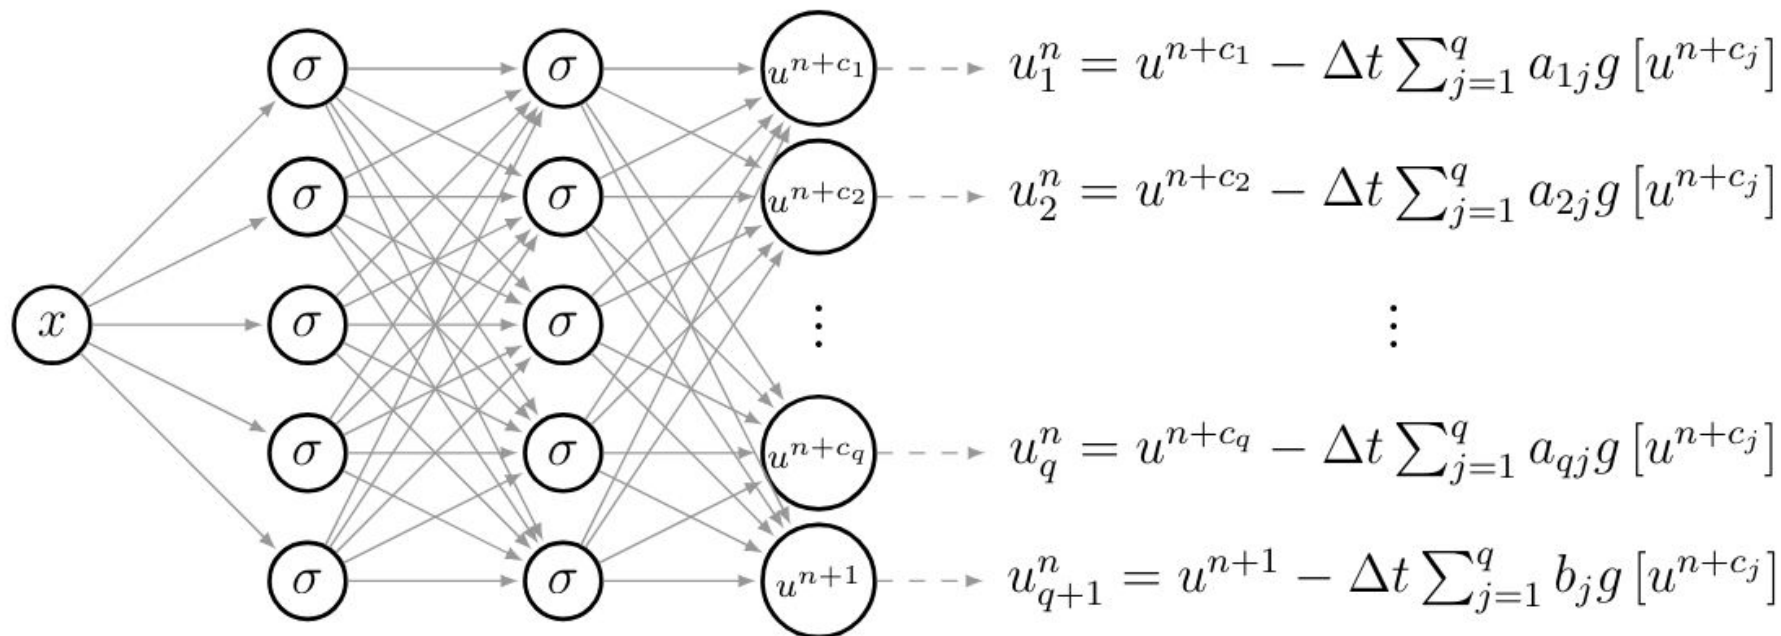 σ σ u^{n+c_1} u_1^n = u^{n+c_1} − Δt ∑_{j=1}^q a_{1j} g [u^{n+c_j}]
σ σ u^{n+c_2} u_2^n = u^{n+c_2} − Δt ∑_{j=1}^q a_{2j} g [u^{n+c_j}]
x σ σ ⋮ ⋮
σ σ u^{n+c_q} u_q^n = u^{n+c_q} − Δt ∑_{j=1}^q a_{qj} g [u^{n+c_j}]
σ σ u^{n+1} u_{q+1}^n = u^{n+1} − Δt ∑_{j=1}^q b_j g [u^{n+c_j}]